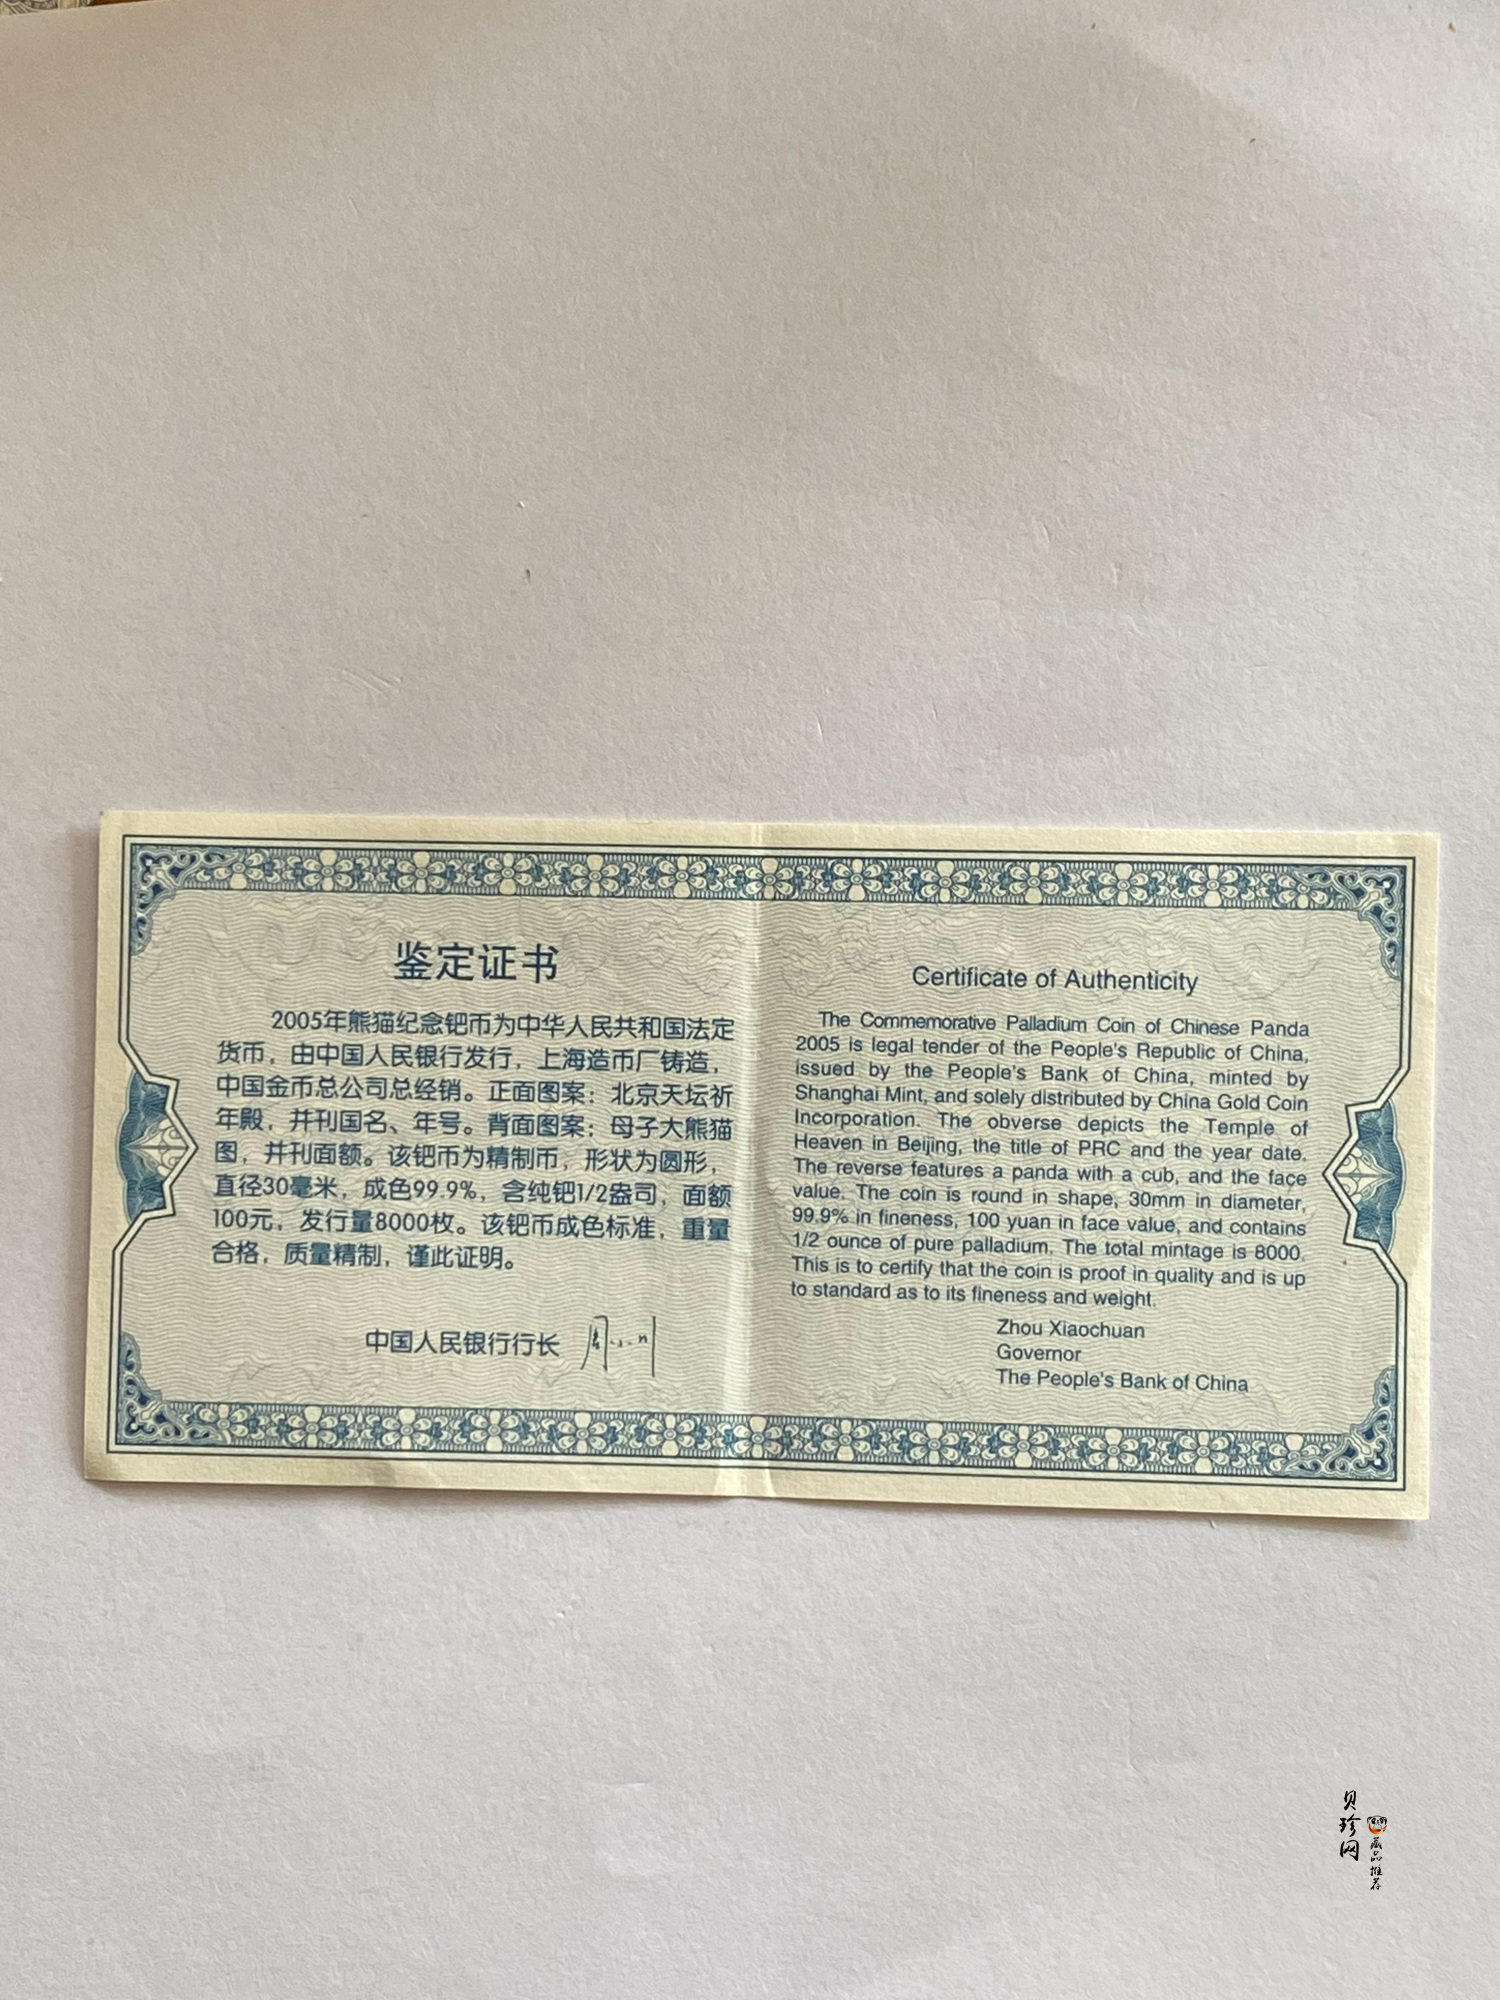 鉴定证书
2005年熊猫纪念钯币为中华人民共和国法定
货币，由中国人民银行发行，上海造币厂铸造，
中国金币总公司总经销。正面图案：北京天坛祈
年殿，并刊国名、年号。背面图案：母子大熊猫
图，并刊面额。该钯币为精制币，形状为圆形，
直径30毫米，成色99.9%，含纯钯1/2盎司，面额
100元，发行量8000枚。该钯币成色标准，重量
合格，质量精制，谨此证明。
中国人民银行行长 周小川
Certificate of Authenticity
The Commemorative Palladium Coin of Chinese Panda
2005 is legal tender of the People's Republic of China,
issued by the People's Bank of China, minted by
Shanghai Mint, and solely distributed by China Gold Coin
Incorporation. The obverse depicts the Temple of
Heaven in Beijing, the title of PRC and the year date.
The reverse features a panda with a cub, and the face
value. The coin is round in shape, 30mm in diameter,
99.9% in fineness, 100 yuan in face value, and contains
1/2 ounce of pure palladium. The total mintage is 8000.
This is to certify that the coin is proof in quality and is up
to standard as to its fineness and weight.
Zhou Xiaochuan
Governor
The People's Bank of China
贝珍网
藏品推荐